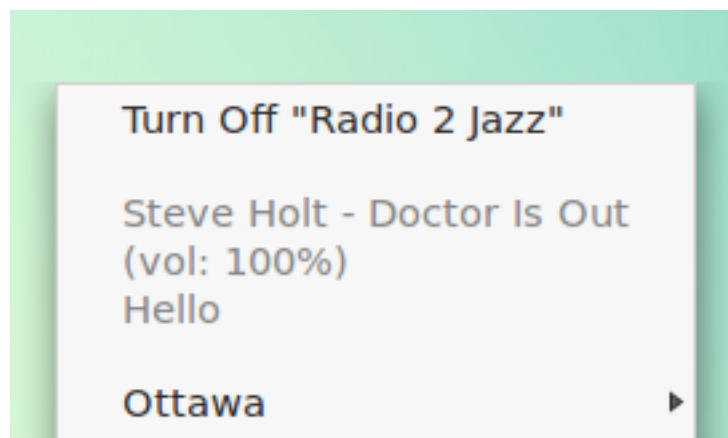 Turn Off "Radio 2 Jazz"
Steve Holt - Doctor Is Out
(vol: 100%)
Hello
Ottawa